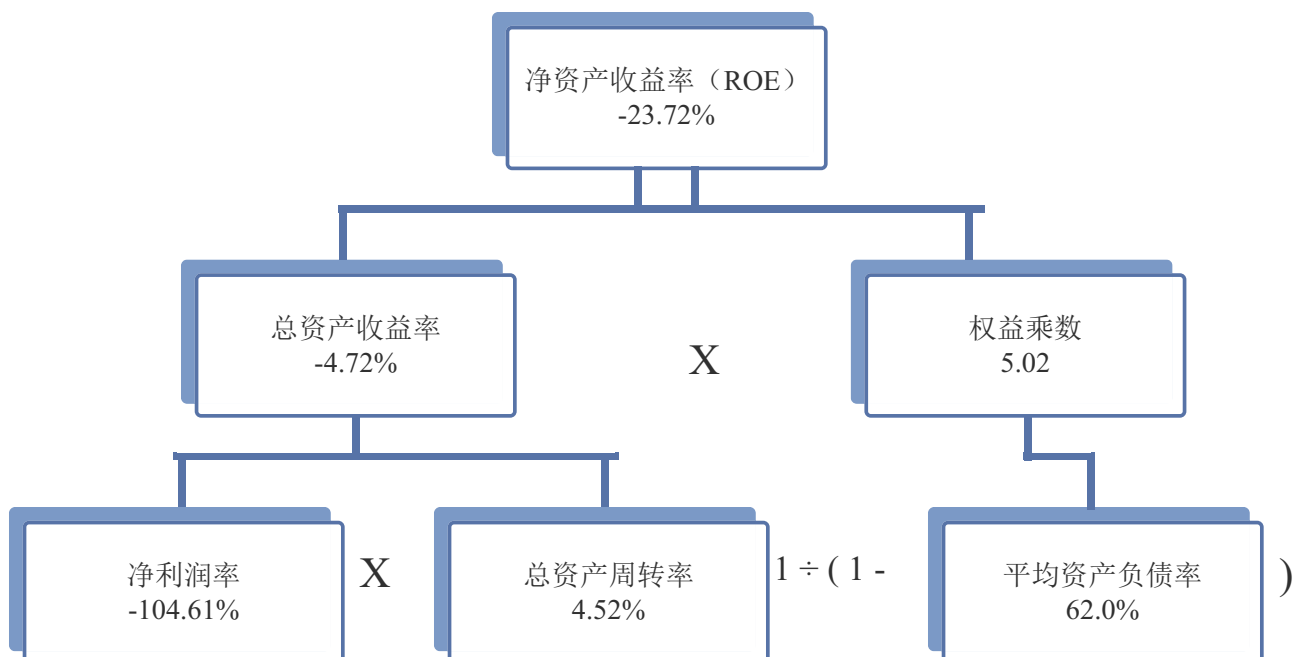 净资产收益率（ROE）
-23.72%
总资产收益率
-4.72%
X
权益乘数
5.02
净利润率
-104.61%
X
总资产周转率
4.52%
1 ÷ ( 1 -
平均资产负债率
62.0%
)